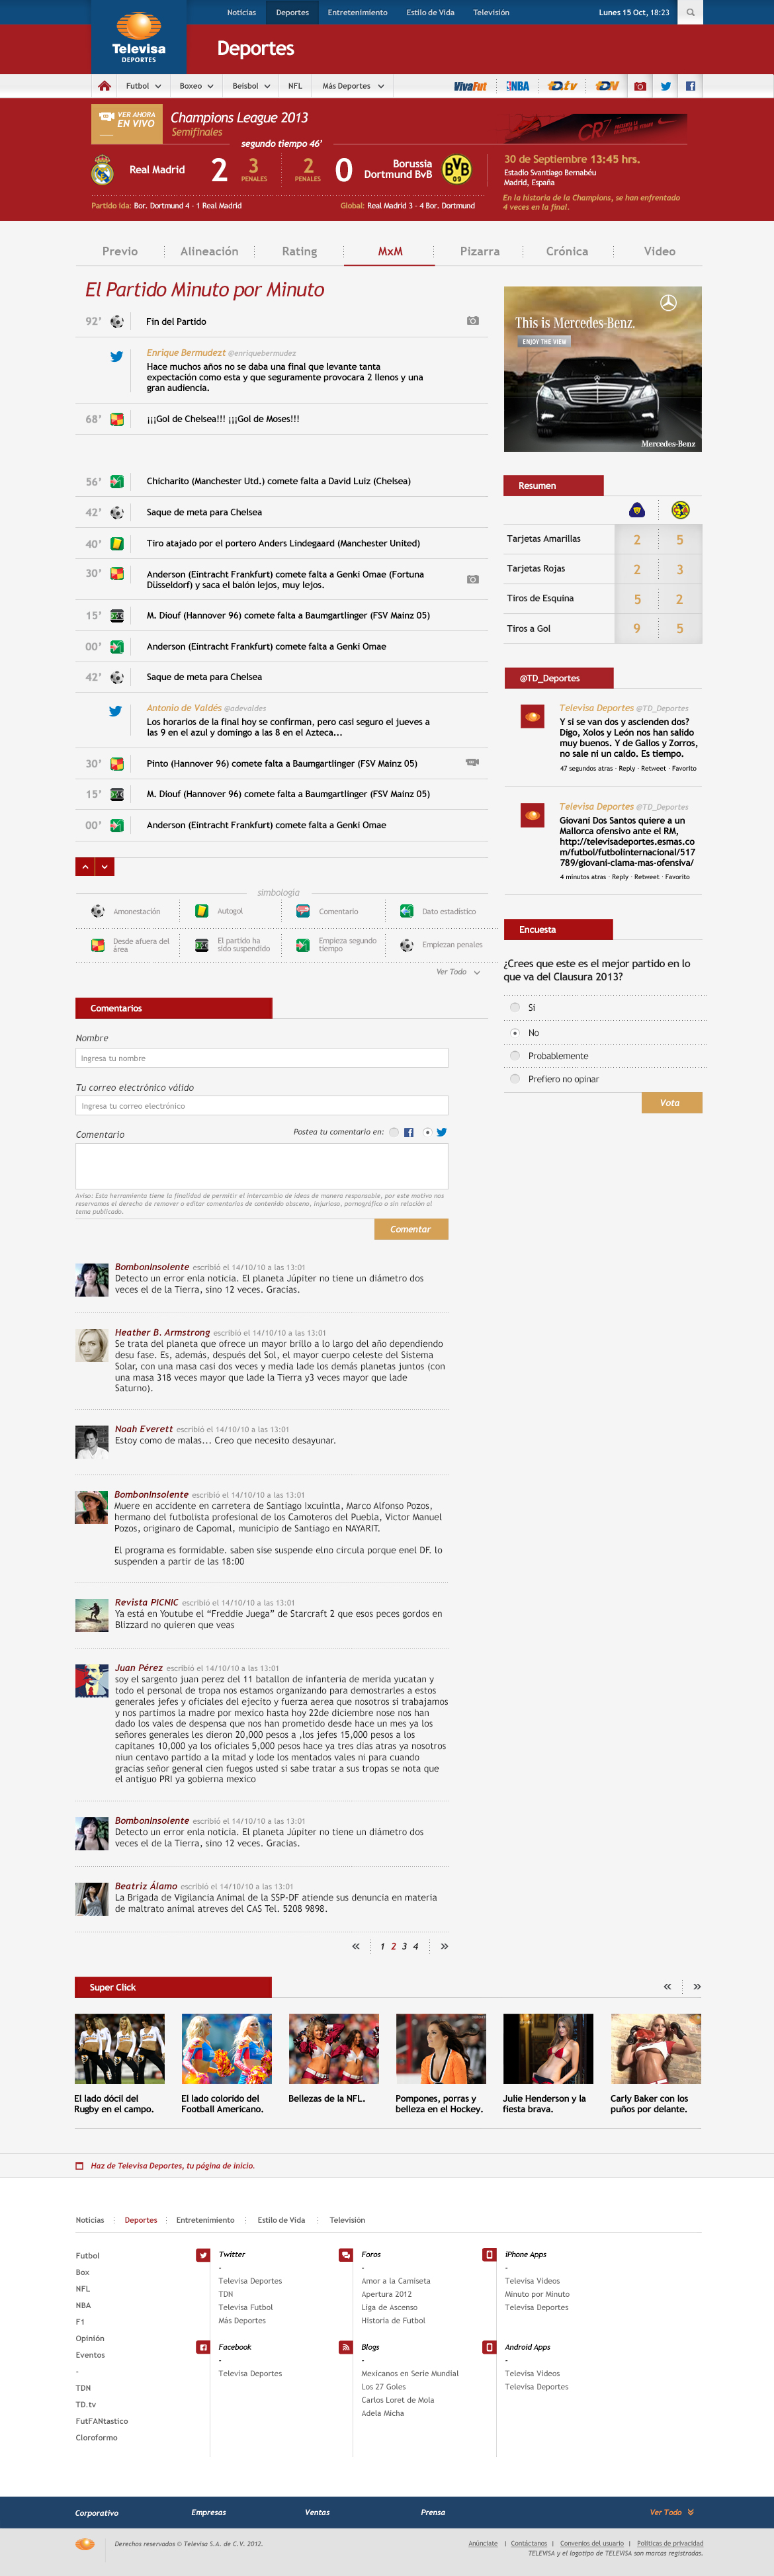 Noticias Deportes Entretenimiento Estilo de Vida Televisión Lunes 15 Oct, 18:23
Televisa
DEPORTES
Deportes
Futbol Boxeo Beisbol NFL Más Deportes VivaFut NBA TD.tv TDN
VER AHORA
EN VIVO
Champions League 2013
Semifinales
segundo tiempo 46'
Real Madrid 2 3 PENALES 2 PENALES 0 Borussia Dortmund BvB
BVB
09
Partido ida: Bor. Dortmund 4 - 1 Real Madrid Global: Real Madrid 3 - 4 Bor. Dortmund
CR7
30 de Septiembre 13:45 hrs.
Estadio Svantiago Bernabéu
Madrid, España
En la historia de la Champions, se han enfrentado
4 veces en la final.
Previo Alineación Rating MxM Pizarra Crónica Video
El Partido Minuto por Minuto
92' Fin del Partido
Enrique Bermudezt @enriquebermudez
Hace muchos años no se daba una final que levante tanta
expectación como esta y que seguramente provocara 2 llenos y una
gran audiencia.
68' ¡¡¡Gol de Chelsea!!! ¡¡¡Gol de Moses!!!
56' Chicharito (Manchester Utd.) comete falta a David Luiz (Chelsea)
42' Saque de meta para Chelsea
40' Tiro atajado por el portero Anders Lindegaard (Manchester United)
30' Anderson (Eintracht Frankfurt) comete falta a Genki Omae (Fortuna
Düsseldorf) y saca el balón lejos, muy lejos.
15' M. Diouf (Hannover 96) comete falta a Baumgartlinger (FSV Mainz 05)
00' Anderson (Eintracht Frankfurt) comete falta a Genki Omae
42' Saque de meta para Chelsea
Antonio de Valdés @adevaldes
Los horarios de la final hoy se confirman, pero casi seguro el jueves a
las 9 en el azul y domingo a las 8 en el Azteca...
30' Pinto (Hannover 96) comete falta a Baumgartlinger (FSV Mainz 05)
15' M. Diouf (Hannover 96) comete falta a Baumgartlinger (FSV Mainz 05)
00' Anderson (Eintracht Frankfurt) comete falta a Genki Omae
simbología
Amonestación Autogol Comentario Dato estadístico
Desde afuera del
área
El partido ha
sido suspendido
Empieza segundo
tiempo
Empiezan penales
Ver Todo
This is Mercedes-Benz.
ENJOY THE VIEW
Mercedes-Benz
Resumen
Tarjetas Amarillas 2 5
Tarjetas Rojas 2 3
Tiros de Esquina 5 2
Tiros a Gol 9 5
@TD_Deportes
Televisa Deportes @TD_Deportes
Y si se van dos y ascienden dos?
Digo, Xolos y León nos han salido
muy buenos. Y de Gallos y Zorros,
no sale ni un caldo. Es tiempo.
47 segundos atras · Reply · Retweet · Favorito
Televisa Deportes @TD_Deportes
Giovani Dos Santos quiere a un
Mallorca ofensivo ante el RM,
http://televisadeportes.esmas.co
m/futbol/futbolinternacional/517
789/giovani-clama-mas-ofensiva/
4 minutos atras · Reply · Retweet · Favorito
Encuesta
¿Crees que este es el mejor partido en lo
que va del Clausura 2013?
Si
No
Probablemente
Prefiero no opinar
Vota
Comentarios
Nombre
Ingresa tu nombre
Tu correo electrónico válido
Ingresa tu correo electrónico
Comentario Postea tu comentario en:
Aviso: Esta herramienta tiene la finalidad de permitir el intercambio de ideas de manera responsable, por este motivo nos
reservamos el derecho de remover o editar comentarios de contenido obsceno, injurioso, pornográfico o sin relación al
tema publicado.
Comentar
BombonInsolente escribió el 14/10/10 a las 13:01
Detecto un error enla noticia. El planeta Júpiter no tiene un diámetro dos
veces el de la Tierra, sino 12 veces. Gracias.
Heather B. Armstrong escribió el 14/10/10 a las 13:01
Se trata del planeta que ofrece un mayor brillo a lo largo del año dependiendo
desu fase. Es, además, después del Sol, el mayor cuerpo celeste del Sistema
Solar, con una masa casi dos veces y media lade los demás planetas juntos (con
una masa 318 veces mayor que lade la Tierra y3 veces mayor que lade
Saturno).
Noah Everett escribió el 14/10/10 a las 13:01
Estoy como de malas... Creo que necesito desayunar.
BombonInsolente escribió el 14/10/10 a las 13:01
Muere en accidente en carretera de Santiago Ixcuintla, Marco Alfonso Pozos,
hermano del futbolista profesional de los Camoteros del Puebla, Victor Manuel
Pozos, originaro de Capomal, municipio de Santiago en NAYARIT.
El programa es formidable. saben sise suspende elno circula porque enel DF. lo
suspenden a partir de las 18:00
Revista PICNIC escribió el 14/10/10 a las 13:01
Ya está en Youtube el "Freddie Juega" de Starcraft 2 que esos peces gordos en
Blizzard no quieren que veas
Juan Pérez escribió el 14/10/10 a las 13:01
soy el sargento juan perez del 11 batallon de infanteria de merida yucatan y
todo el personal de tropa nos estamos organizando para demostrarles a estos
generales jefes y oficiales del ejecito y fuerza aerea que nosotros si trabajamos
y nos partimos la madre por mexico hasta hoy 22de diciembre nose nos han
dado los vales de despensa que nos han prometido desde hace un mes ya los
señores generales les dieron 20,000 pesos a ,los jefes 15,000 pesos a los
capitanes 10,000 ya los oficiales 5,000 pesos hace ya tres dias atras ya nosotros
niun centavo partido a la mitad y lode los mentados vales ni para cuando
gracias señor general cien fuegos usted si sabe tratar a sus tropas se nota que
el antiguo PRI ya gobierna mexico
BombonInsolente escribió el 14/10/10 a las 13:01
Detecto un error enla noticia. El planeta Júpiter no tiene un diámetro dos
veces el de la Tierra, sino 12 veces. Gracias.
Beatriz Álamo escribió el 14/10/10 a las 13:01
La Brigada de Vigilancia Animal de la SSP-DF atiende sus denuncia en materia
de maltrato animal atreves del CAS Tel. 5208 9898.
« 1 2 3 4 »
Super Click « »
El lado dócil del
Rugby en el campo.
El lado colorido del
Football Americano.
Bellezas de la NFL.
Pompones, porras y
belleza en el Hockey.
Julie Henderson y la
fiesta brava.
Carly Baker con los
puños por delante.
Haz de Televisa Deportes, tu página de inicio.
Noticias Deportes Entretenimiento Estilo de Vida Televisión
Futbol
Box
NFL
NBA
F1
Opinión
Eventos
-
TDN
TD.tv
FutFANtastico
Cloroformo
Twitter
-
Televisa Deportes
TDN
Televisa Futbol
Más Deportes
Facebook
-
Televisa Deportes
Foros
-
Amor a la Camiseta
Apertura 2012
Liga de Ascenso
Historia de Futbol
Blogs
-
Mexicanos en Serie Mundial
Los 27 Goles
Carlos Loret de Mola
Adela Micha
iPhone Apps
-
Televisa Videos
Minuto por Minuto
Televisa Deportes
Android Apps
-
Televisa Videos
Televisa Deportes
Corporativo Empresas Ventas Prensa Ver Todo
Derechos reservados © Televisa S.A. de C.V. 2012.
Anúnciate | Contáctanos | Convenios del usuario | Políticas de privacidad
TELEVISA y el logotipo de TELEVISA son marcas registradas.